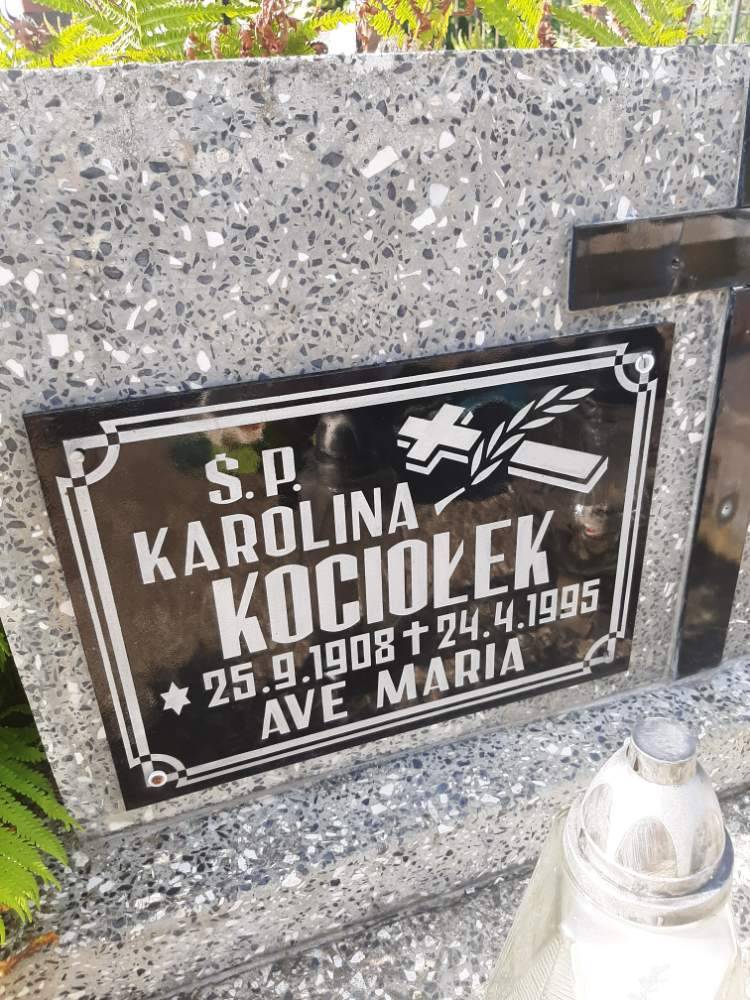 Ś.P.
KAROLINA
KOCIOŁEK
✶ 25.9.1908 ✝ 24.4.1995
AVE MARIA